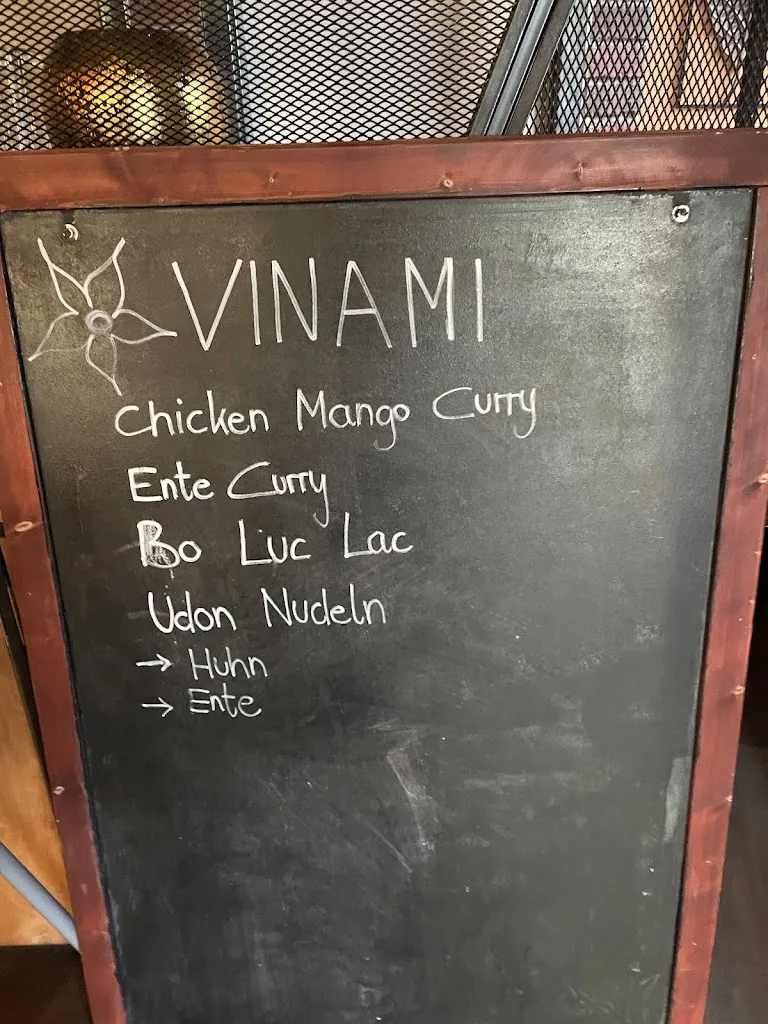 VINAMI
Chicken Mango Curry
Ente Curry
Bo Luc Lac
Udon Nudeln
→ Huhn
→ Ente